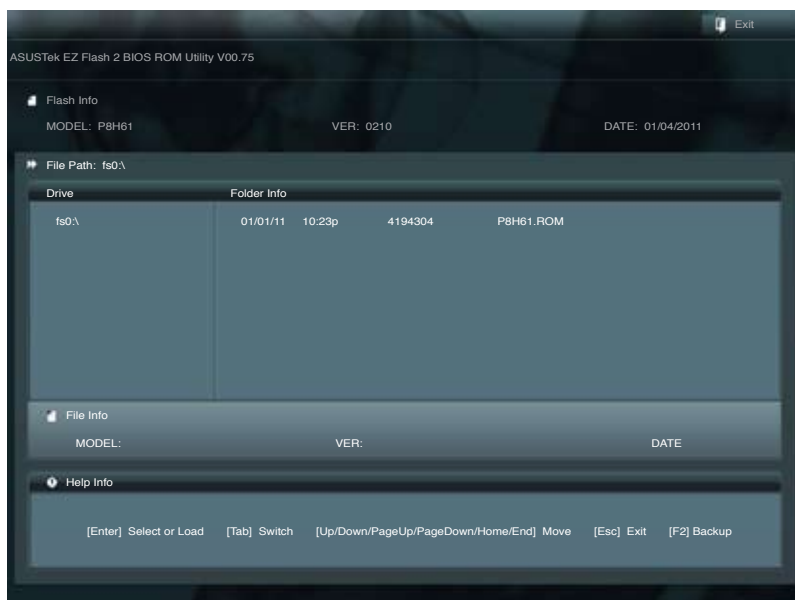 Exit
ASUSTek EZ Flash 2 BIOS ROM Utility V00.75
Flash Info
MODEL: P8H61 VER: 0210 DATE: 01/04/2011
File Path: fs0:\
Drive Folder Info
fs0:\ 01/01/11 10:23p 4194304 P8H61.ROM
File Info
MODEL: VER: DATE
Help Info
[Enter] Select or Load [Tab] Switch [Up/Down/PageUp/PageDown/Home/End] Move [Esc] Exit [F2] Backup